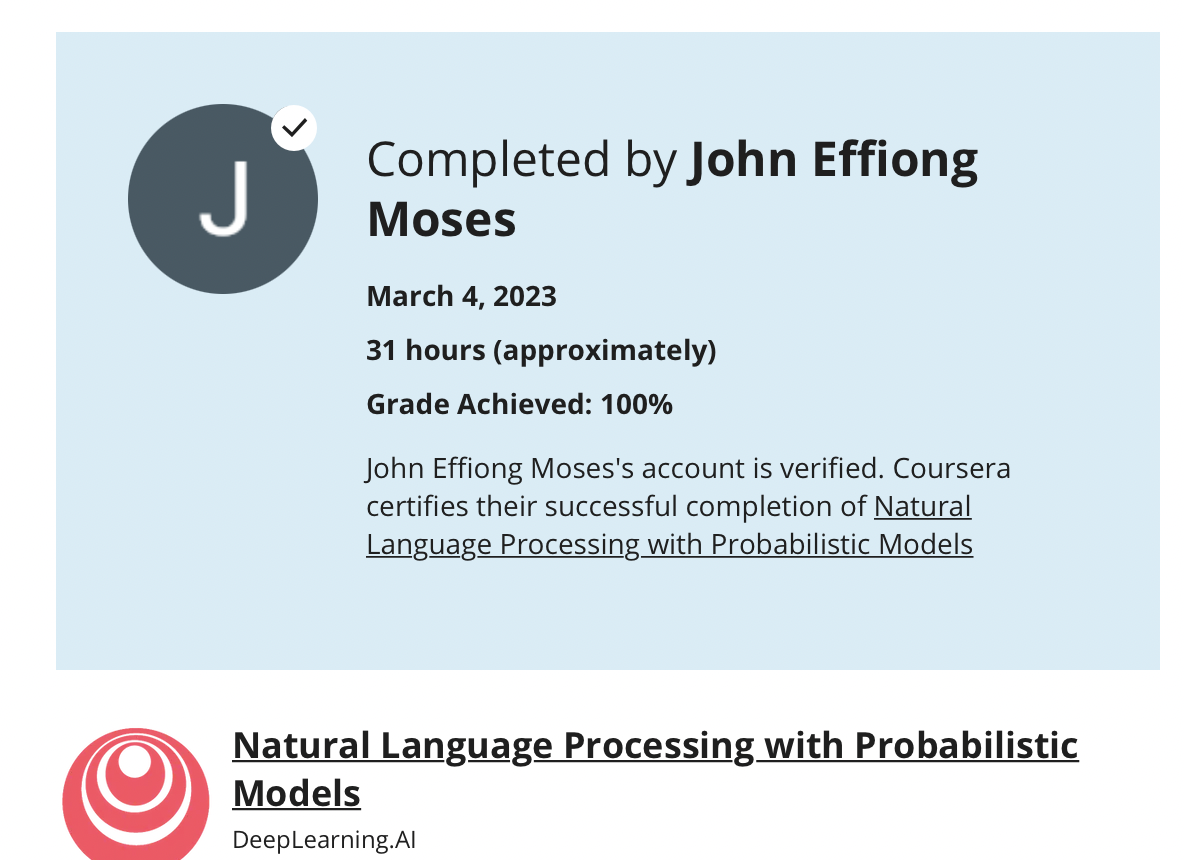 J
Completed by John Effiong
Moses
March 4, 2023
31 hours (approximately)
Grade Achieved: 100%
John Effiong Moses's account is verified. Coursera
certifies their successful completion of Natural
Language Processing with Probabilistic Models
Natural Language Processing with Probabilistic
Models
DeepLearning.AI